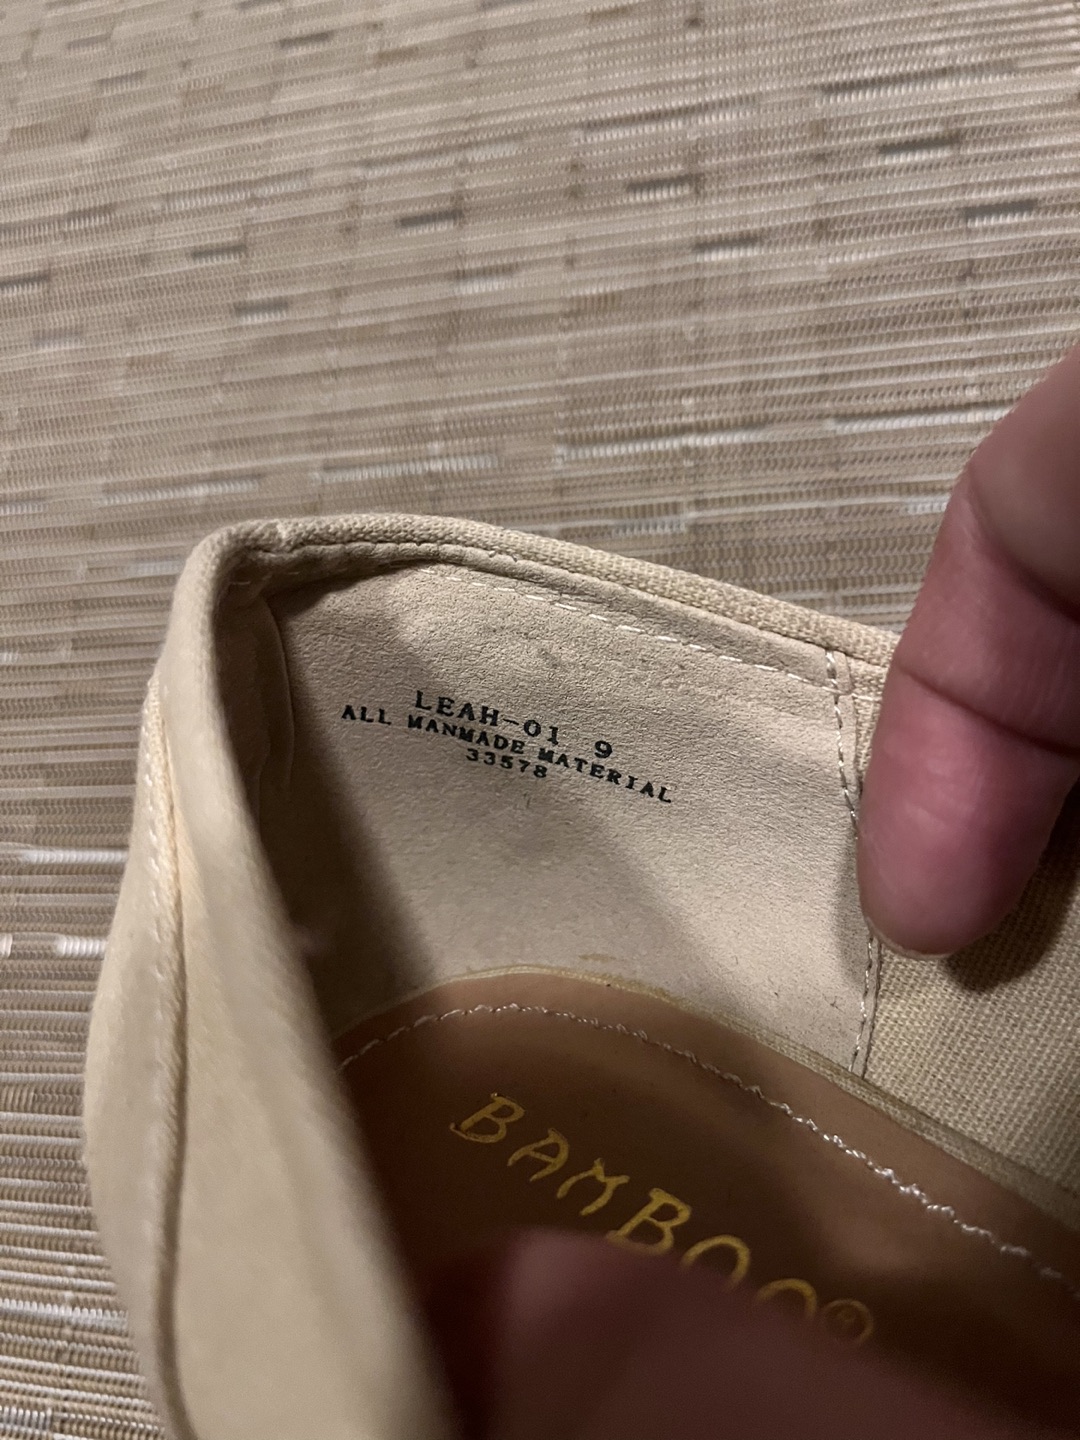 LEAH-01 9
ALL MANMADE MATERIAL
33578
BAMBOO®